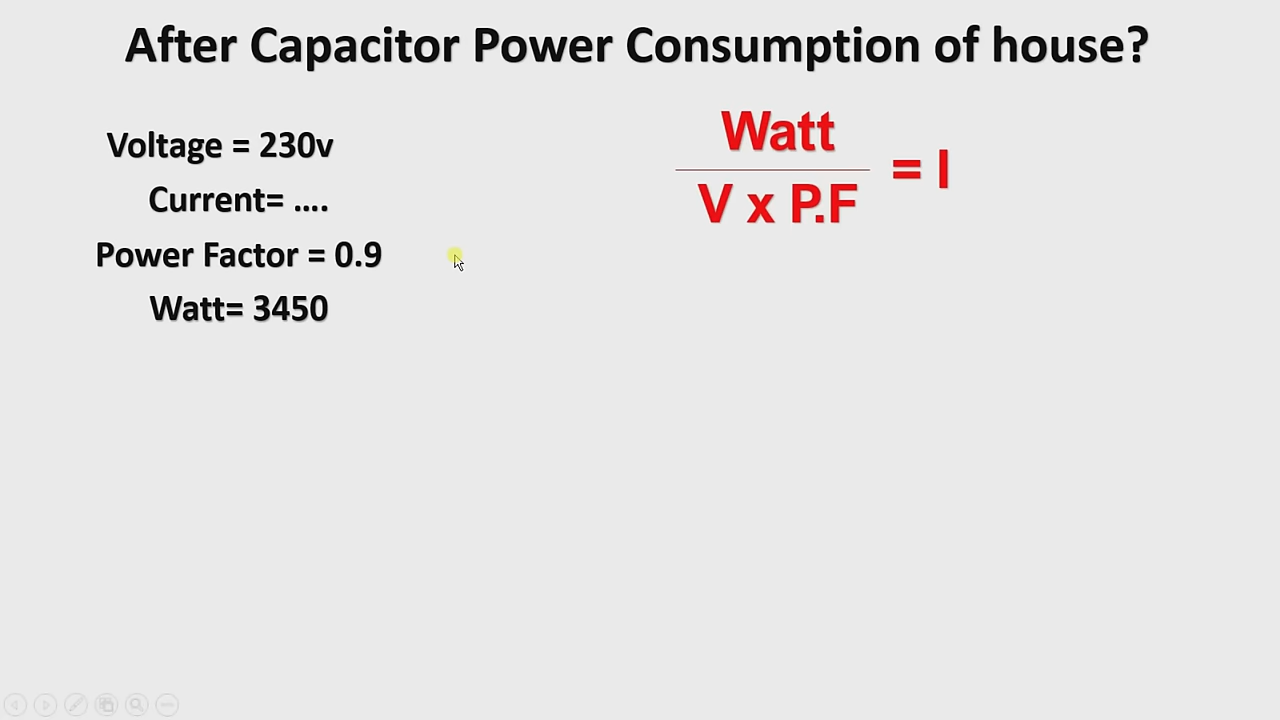 After Capacitor Power Consumption of house?
Voltage = 230v
Current= ....
Power Factor = 0.9
Watt= 3450
Watt
V x P.F
= I